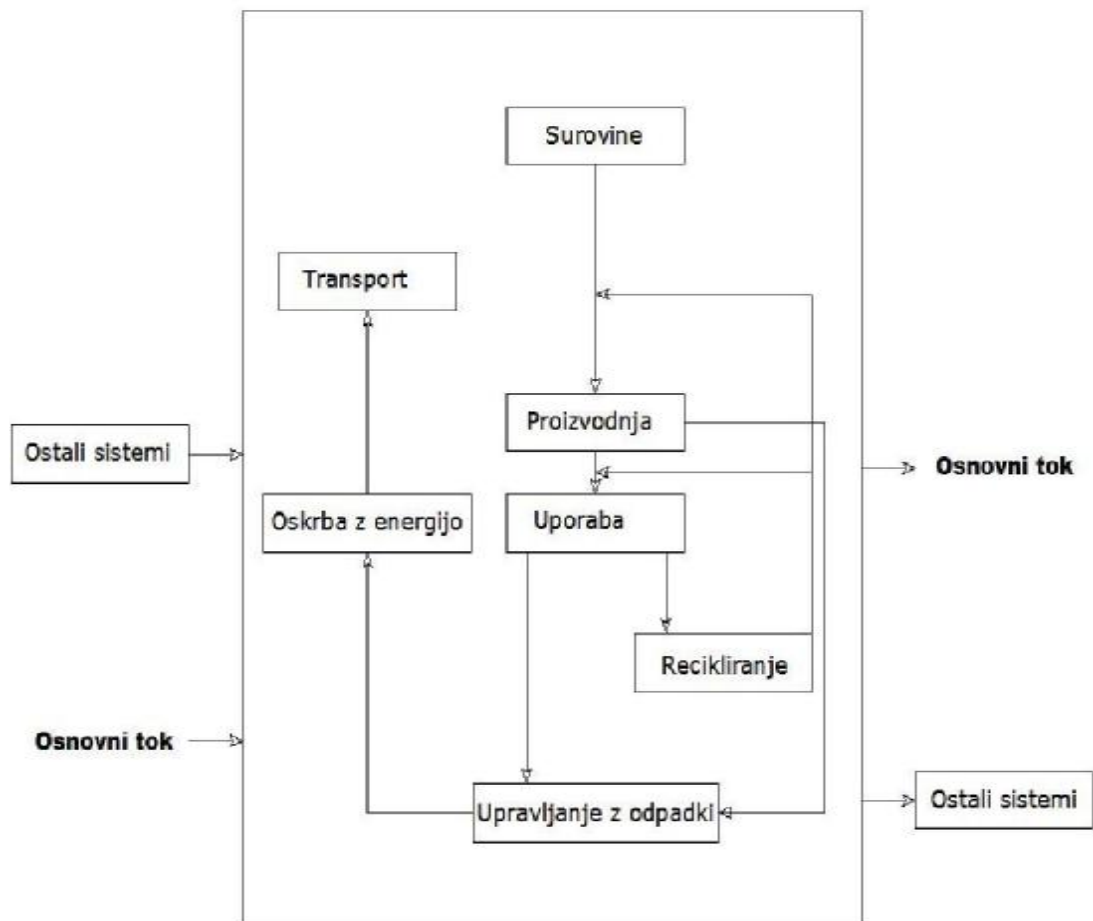 Surovine
Transport
Proizvodnja
Ostali sistemi
Osnovni tok
Oskrba z energijo
Uporaba
Recikliranje
Osnovni tok
Upravljanje z odpadki
Ostali sistemi